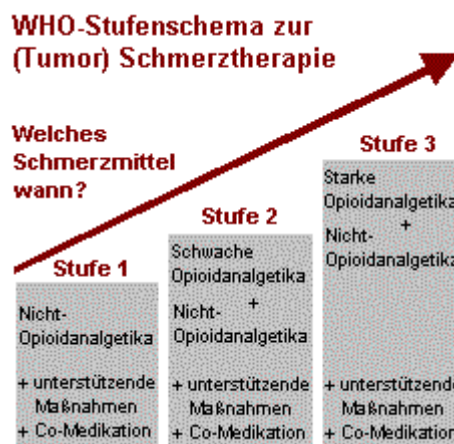 WHO-Stufenschema zur
(Tumor) Schmerztherapie
Welches
Schmerzmittel
wann?
Stufe 1
Nicht-
Opioidanalgetika
+ unterstützende
Maßnahmen
+ Co-Medikation
Stufe 2
Schwache
Opioidanalgetika
+
Nicht-
Opioidanalgetika
+ unterstützende
Maßnahmen
+ Co-Medikation
Stufe 3
Starke
Opioidanalgetika
+
Nicht-
Opioidanalgetika
+ unterstützende
Maßnahmen
+ Co-Medikation